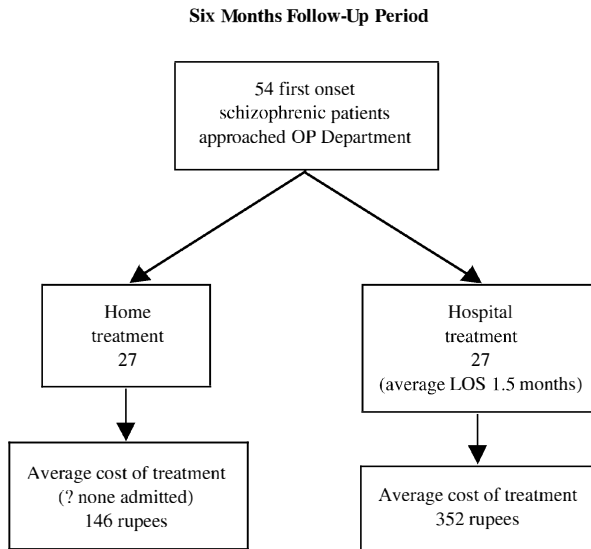 Six Months Follow-Up Period
54 first onset
schizophrenic patients
approached OP Department
Home
treatment
27
Hospital
treatment
27
(average LOS 1.5 months)
Average cost of treatment
(? none admitted)
146 rupees
Average cost of treatment
352 rupees